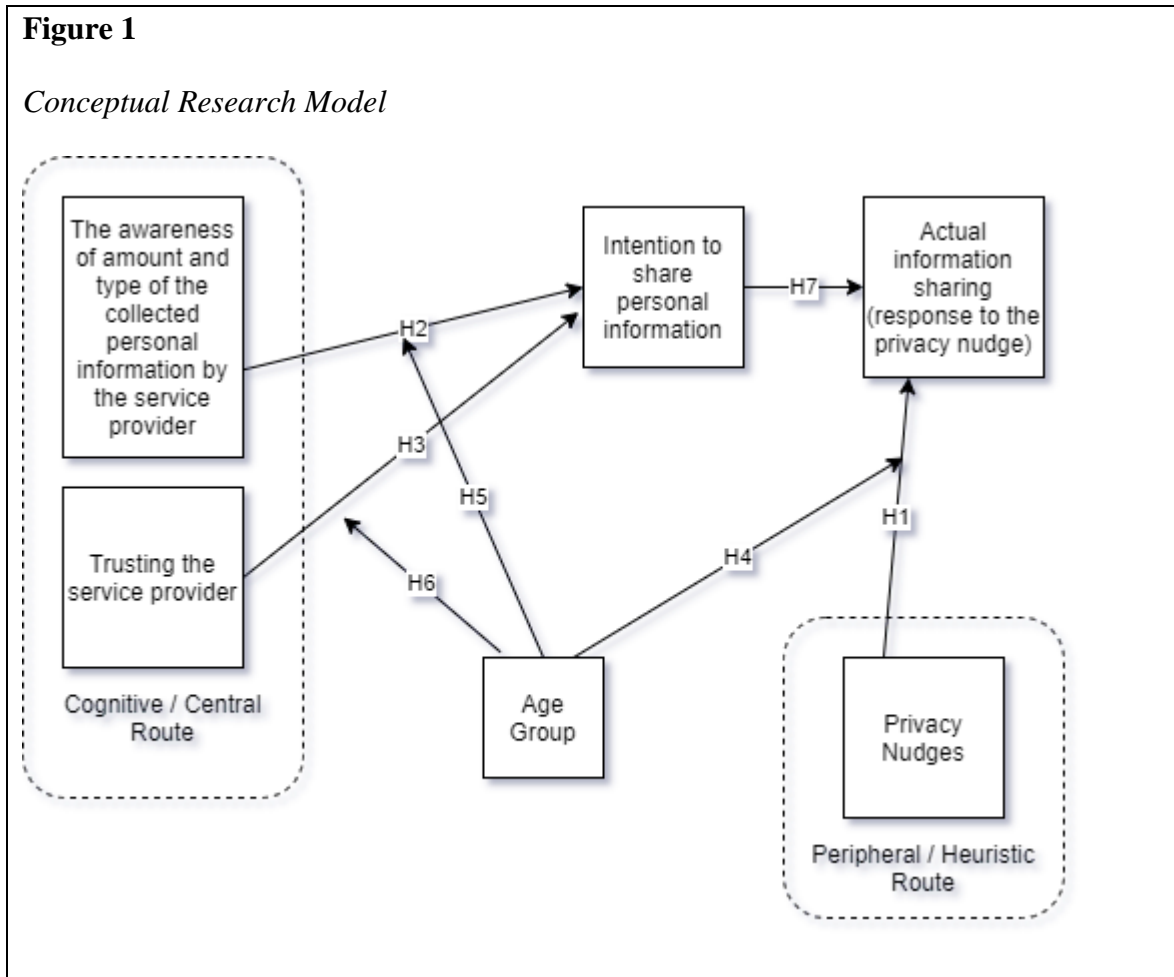 Figure 1
Conceptual Research Model
The awareness
of amount and
type of the
collected
personal
information by
the service
provider
Trusting the
service provider
Cognitive / Central
Route
Intention to
share
personal
information
Actual
information
sharing
(response to the
privacy nudge)
H7
H2
H3
H5
H6
H4
H1
Age
Group
Privacy
Nudges
Peripheral / Heuristic
Route